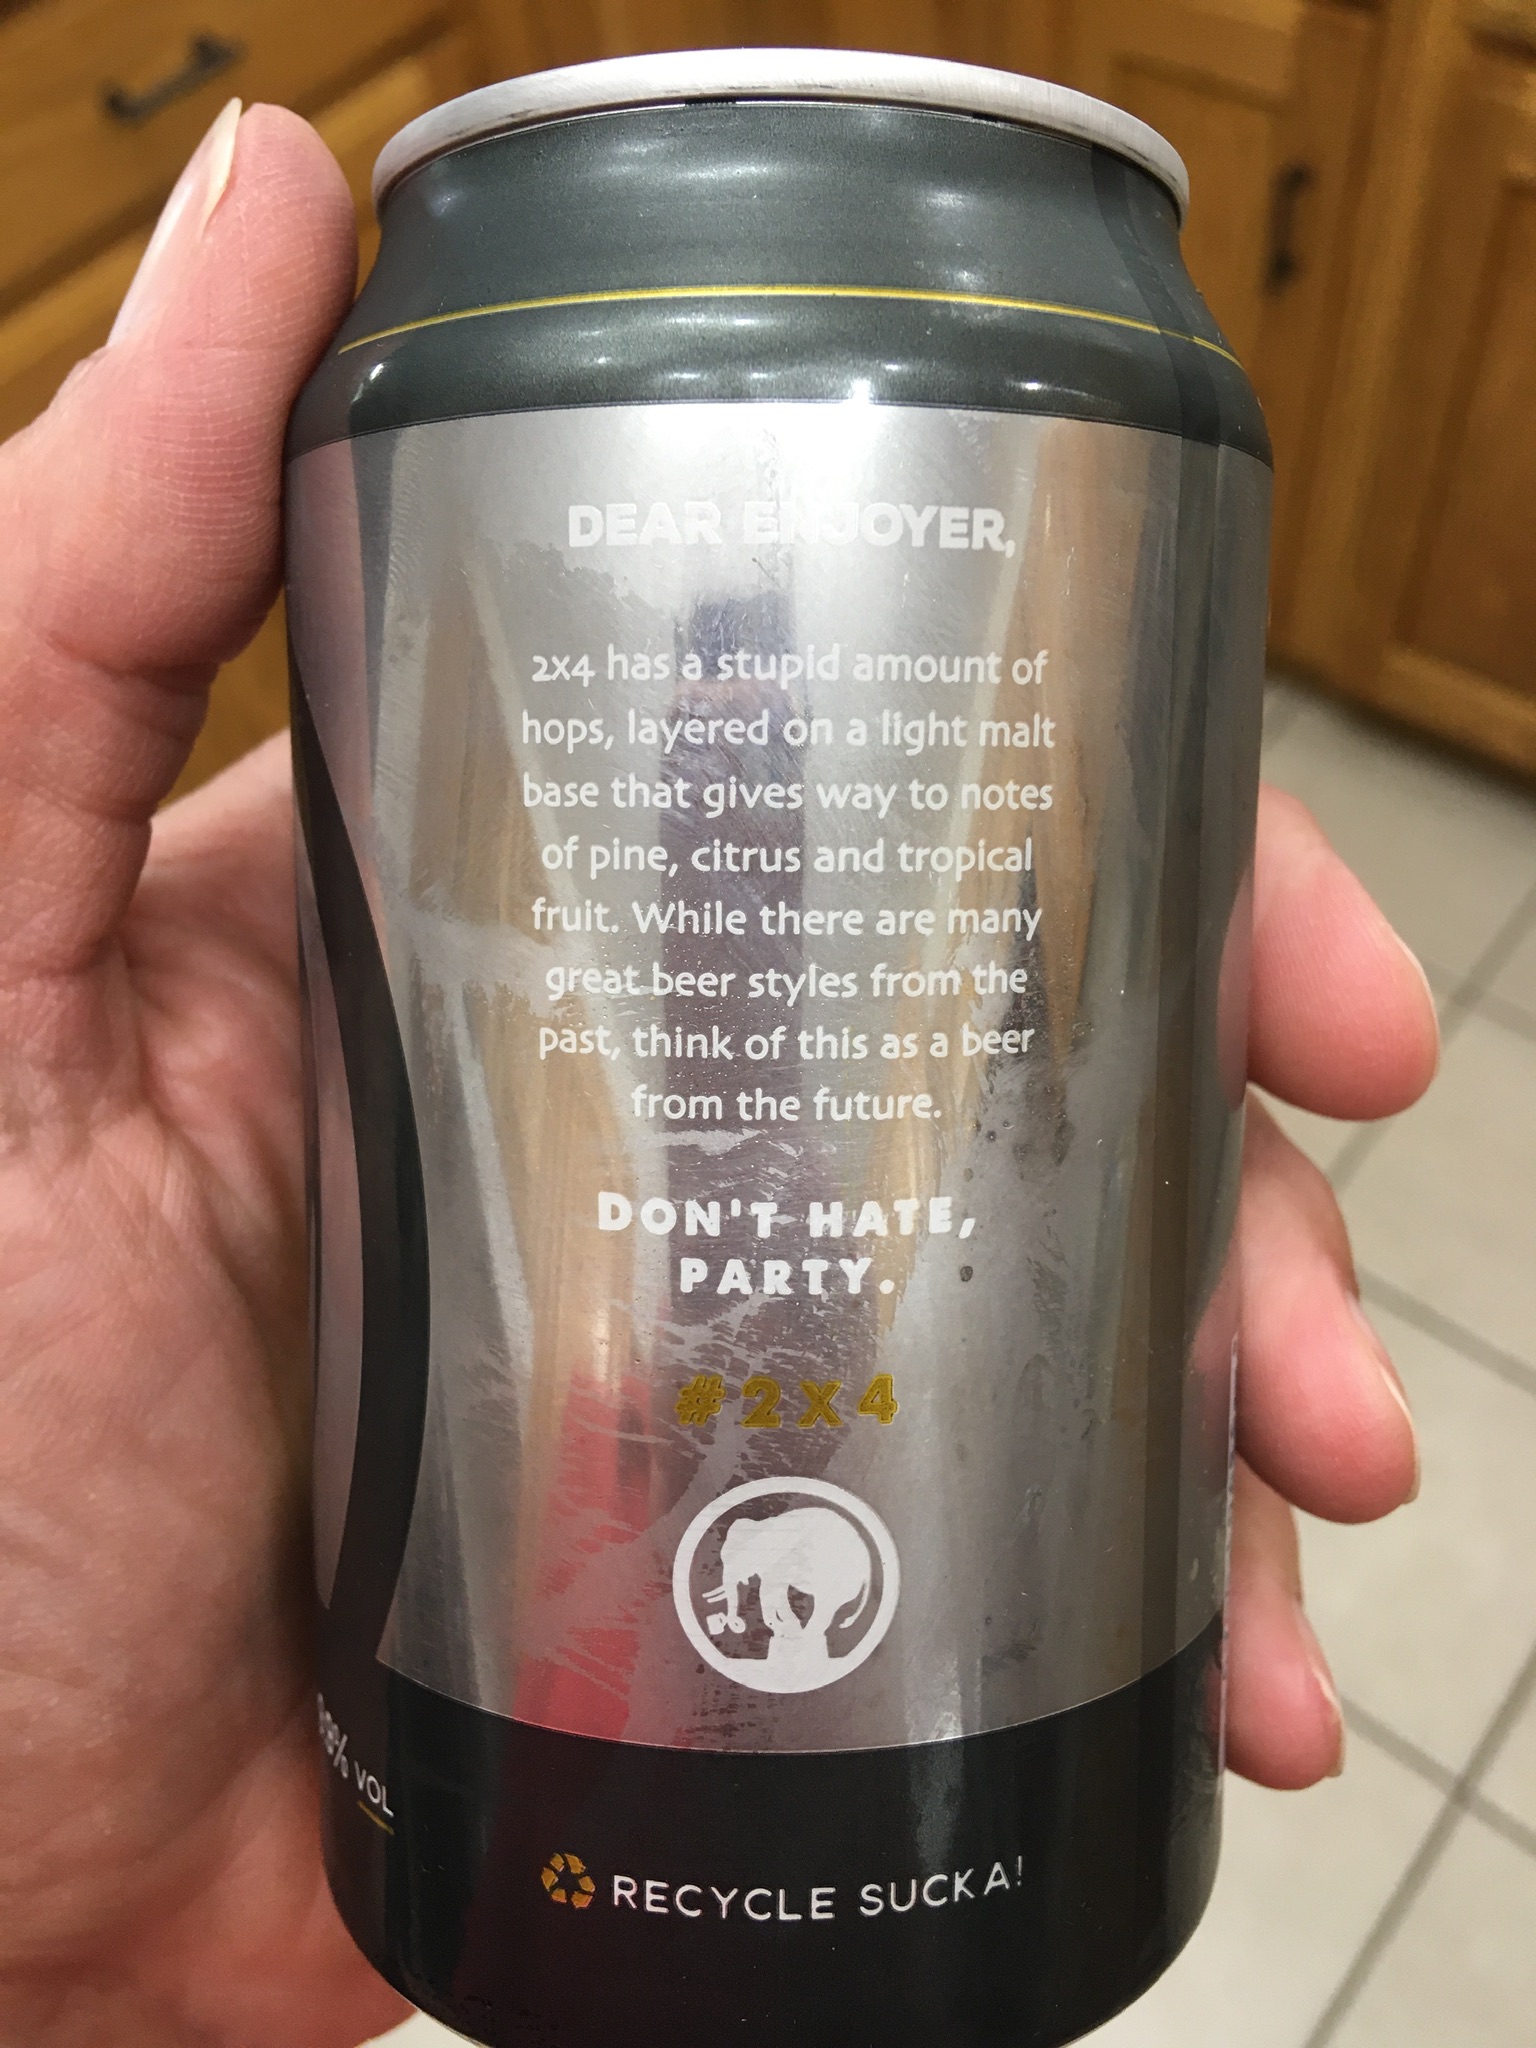 DEAR ENJOYER,
2x4 has a stupid amount of
hops, layered on a light malt
base that gives way to notes
of pine, citrus and tropical
fruit. While there are many
great beer styles from the
past, think of this as a beer
from the future.
DON'T HATE,
PARTY.
#2X4
% VOL
RECYCLE SUCKA!